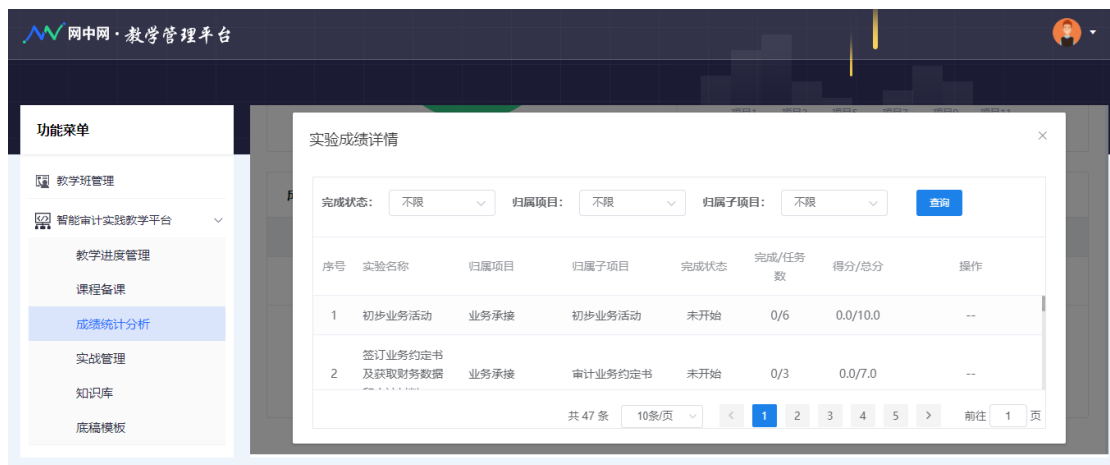 网中网·教学管理平台
功能菜单
教学班管理
智能审计实践教学平台
教学进度管理
课程备课
成绩统计分析
实战管理
知识库
底稿模板
实验成绩详情
完成状态： 不限 归属项目： 不限 归属子项目： 不限 查询
序号 实验名称 归属项目 归属子项目 完成状态 完成/任务数 得分/总分 操作
1 初步业务活动 业务承接 初步业务活动 未开始 0/6 0.0/10.0 --
签订业务约定书
2 及获取财务数据 业务承接 审计业务约定书 未开始 0/3 0.0/7.0 --
共 47 条 10条/页 < 1 2 3 4 5 > 前往 1 页